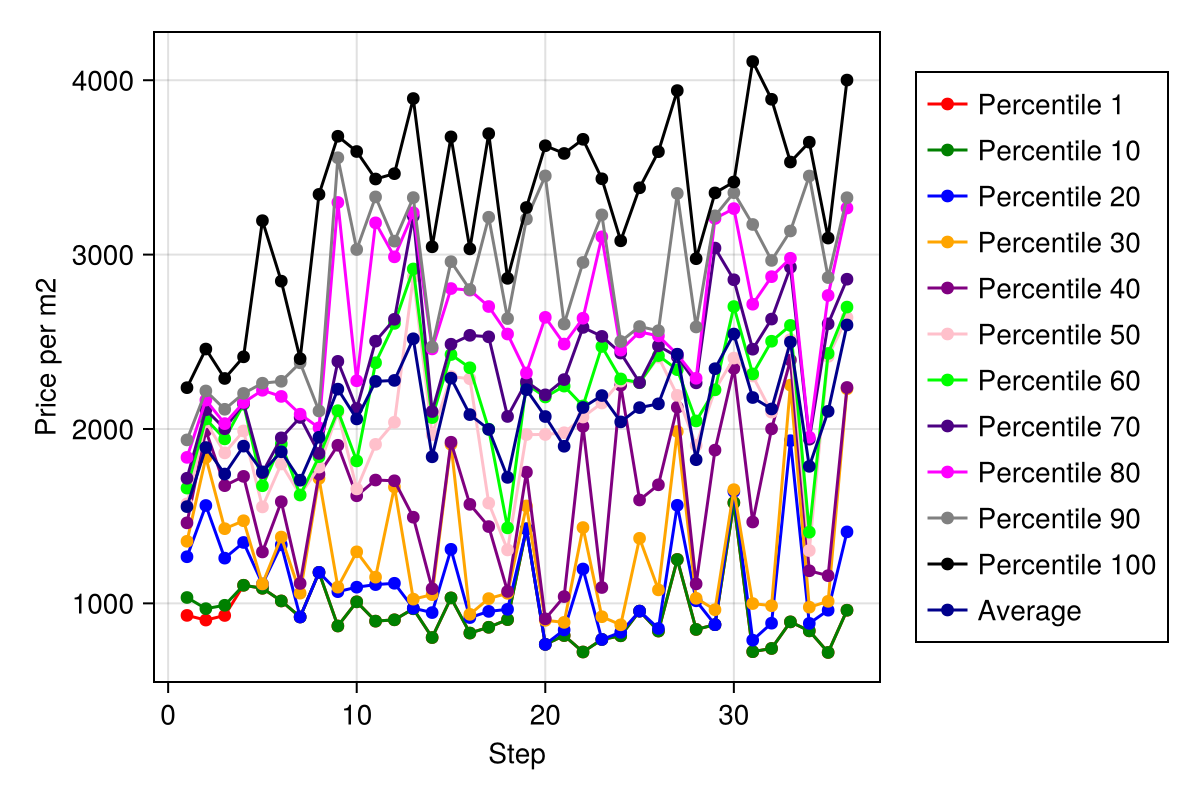 4000
3000
2000
1000
Price per m2
0
10
20
30
Step
Percentile 1
Percentile 10
Percentile 20
Percentile 30
Percentile 40
Percentile 50
Percentile 60
Percentile 70
Percentile 80
Percentile 90
Percentile 100
Average